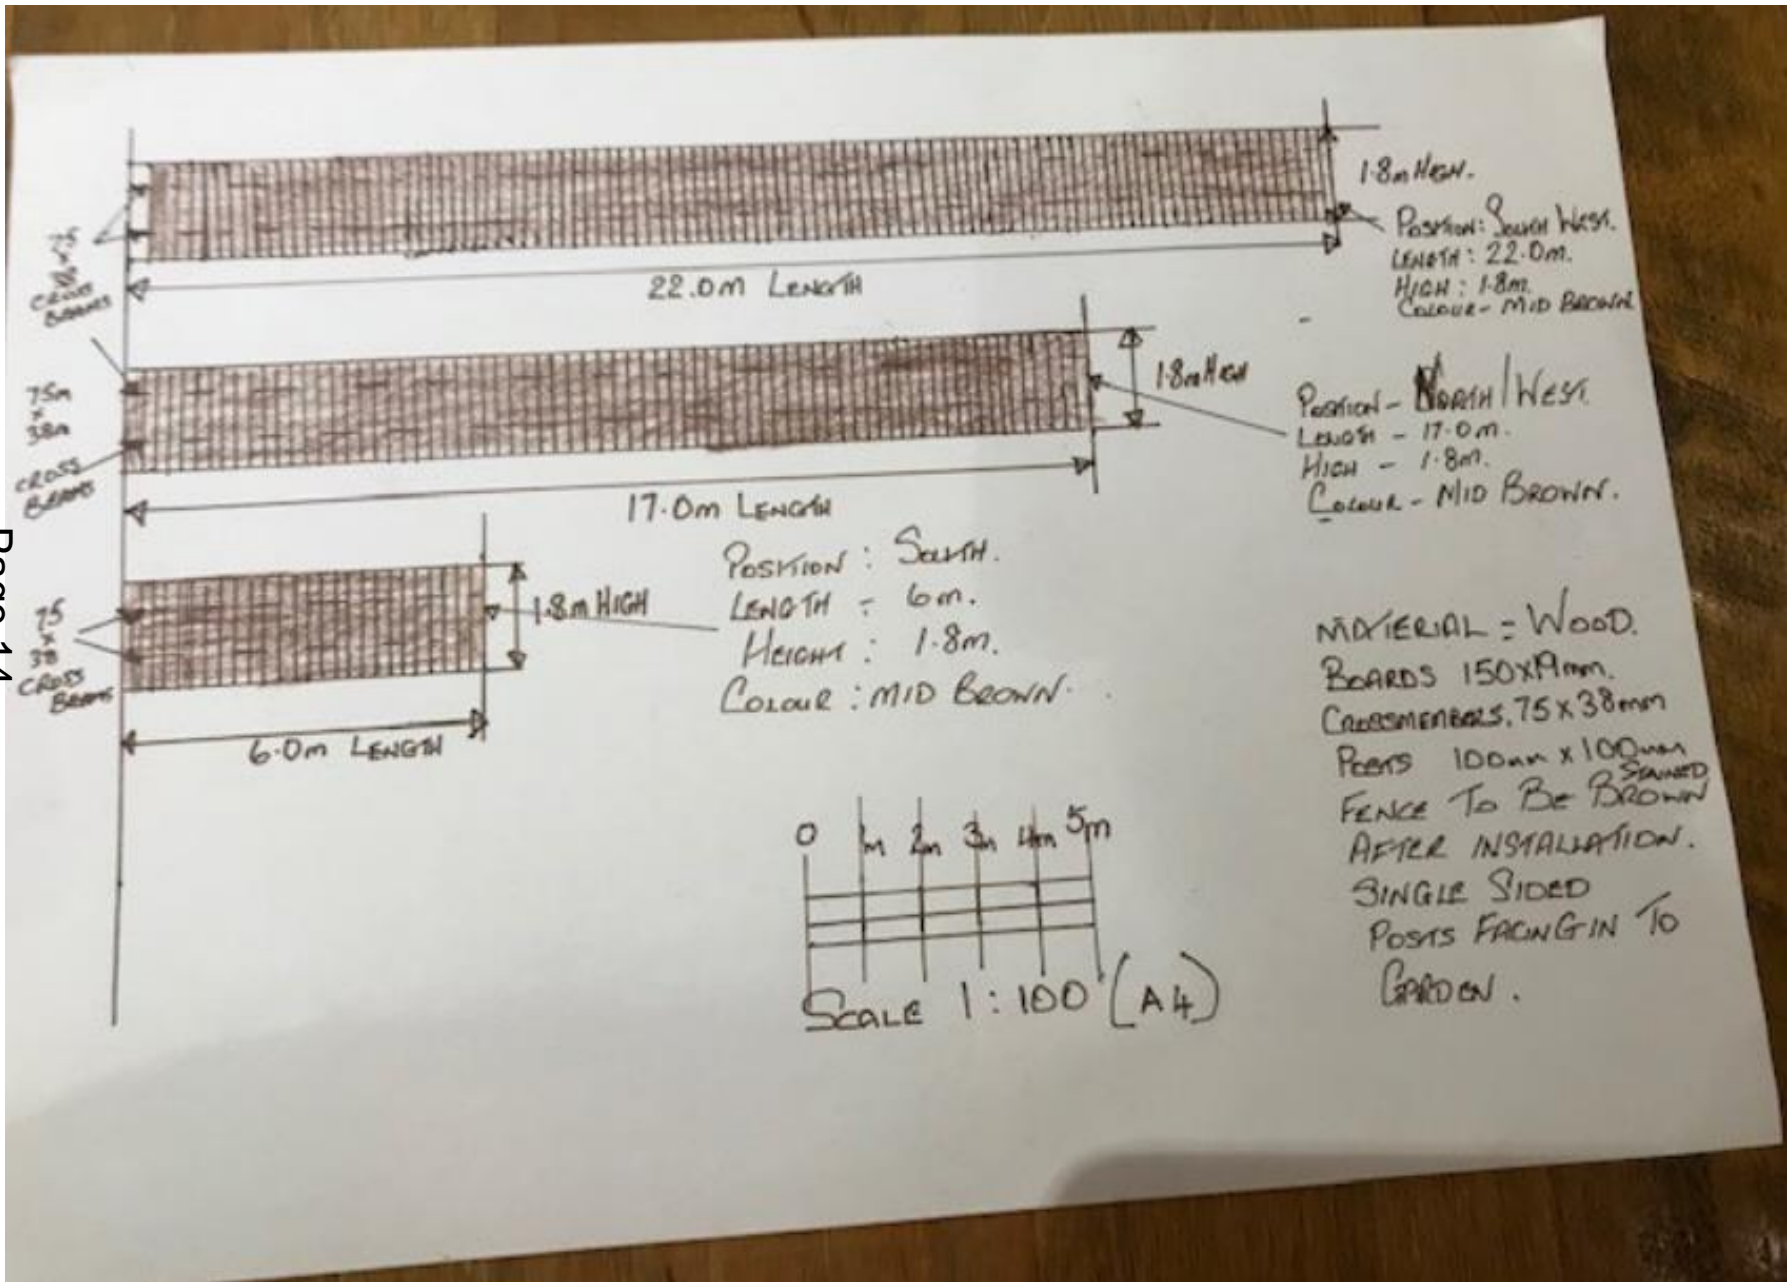 1.8m HIGH.
POSITION: SOUTH WEST.
LENGTH: 22.0m.
HIGH: 1.8m.
COLOUR - MID BROWN
75
x
38
CROSS
BEAMS
22.0m LENGTH
1.8m HIGH
75m
x
38m
CROSS
BEAMS
POSITION - NORTH/WEST.
LENGTH - 17.0m.
HIGH - 1.8m.
COLOUR - MID BROWN.
17.0m LENGTH
75
x
38
CROSS
BEAMS
1.8m HIGH
POSITION: SOUTH.
LENGTH - 6m.
HEIGHT: 1.8m.
COLOUR: MID BROWN.
6.0m LENGTH
MATERIAL = WOOD.
BOARDS 150x19mm.
CROSSMEMBERS. 75x38mm
POSTS 100mm x 100mm
FENCE TO BE STAINED BROWN
AFTER INSTALLATION.
SINGLE SIDED
POSTS FACING IN TO
GARDEN.
0 1m 2m 3m 4m 5m
SCALE 1:100 (A4)
Page 14